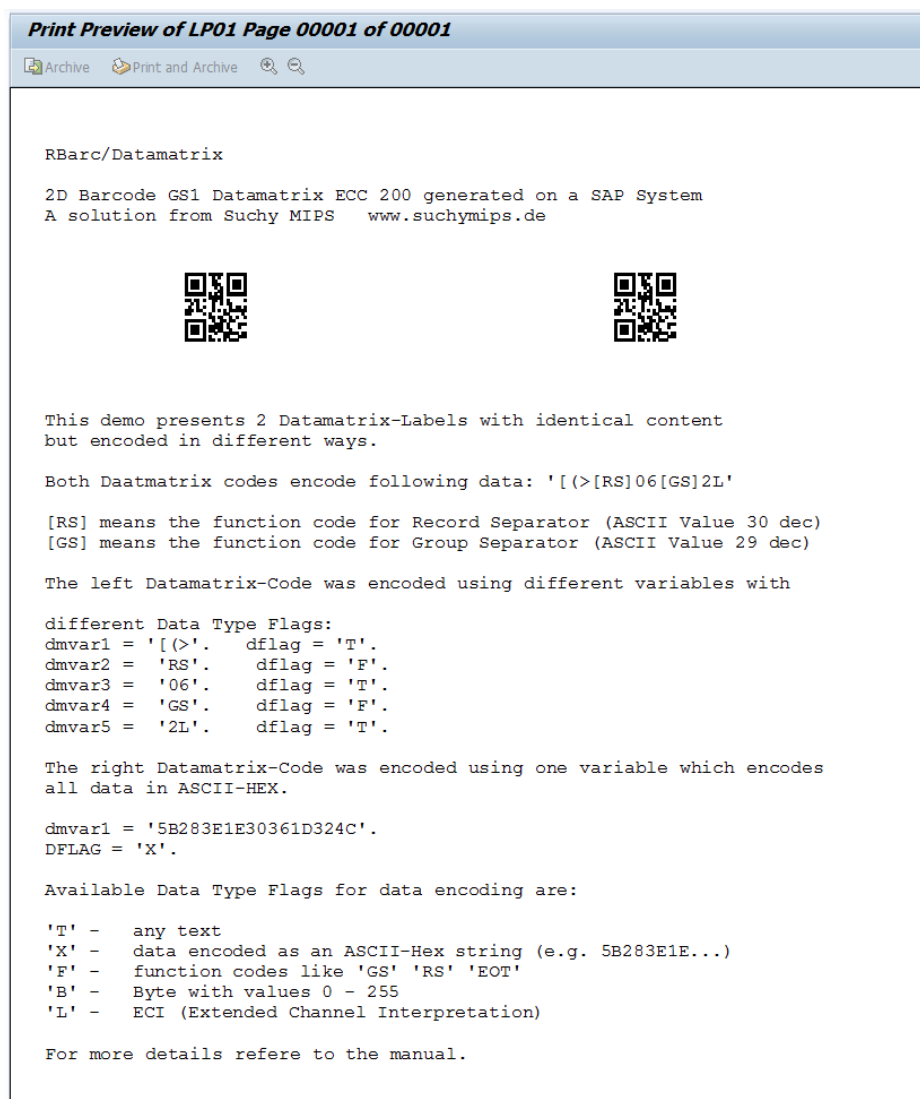 Print Preview of LP01 Page 00001 of 00001
Archive Print and Archive
RBarc/Datamatrix
2D Barcode GS1 Datamatrix ECC 200 generated on a SAP System
A solution from Suchy MIPS www.suchymips.de
This demo presents 2 Datamatrix-Labels with identical content
but encoded in different ways.
Both Daatmatrix codes encode following data: '[(>[RS]06[GS]2L'
[RS] means the function code for Record Separator (ASCII Value 30 dec)
[GS] means the function code for Group Separator (ASCII Value 29 dec)
The left Datamatrix-Code was encoded using different variables with
different Data Type Flags:
dmvar1 = '[(>'. dflag = 'T'.
dmvar2 = 'RS'. dflag = 'F'.
dmvar3 = '06'. dflag = 'T'.
dmvar4 = 'GS'. dflag = 'F'.
dmvar5 = '2L'. dflag = 'T'.
The right Datamatrix-Code was encoded using one variable which encodes
all data in ASCII-HEX.
dmvar1 = '5B283E1E30361D324C'.
DFLAG = 'X'.
Available Data Type Flags for data encoding are:
'T' - any text
'X' - data encoded as an ASCII-Hex string (e.g. 5B283E1E...)
'F' - function codes like 'GS' 'RS' 'EOT'
'B' - Byte with values 0 - 255
'L' - ECI (Extended Channel Interpretation)
For more details refere to the manual.